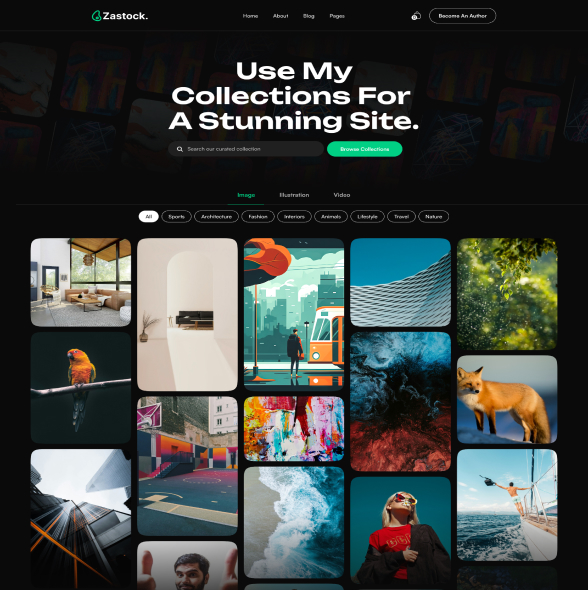 Zastock.
Home
About
Blog
Pages
0
Become An Author
Use My
Collections For
A Stunning Site.
Search our curated collection
Browse Collections
Image
Illustration
Video
All
Sports
Architecture
Fashion
Interiors
Animals
Lifestyle
Travel
Nature